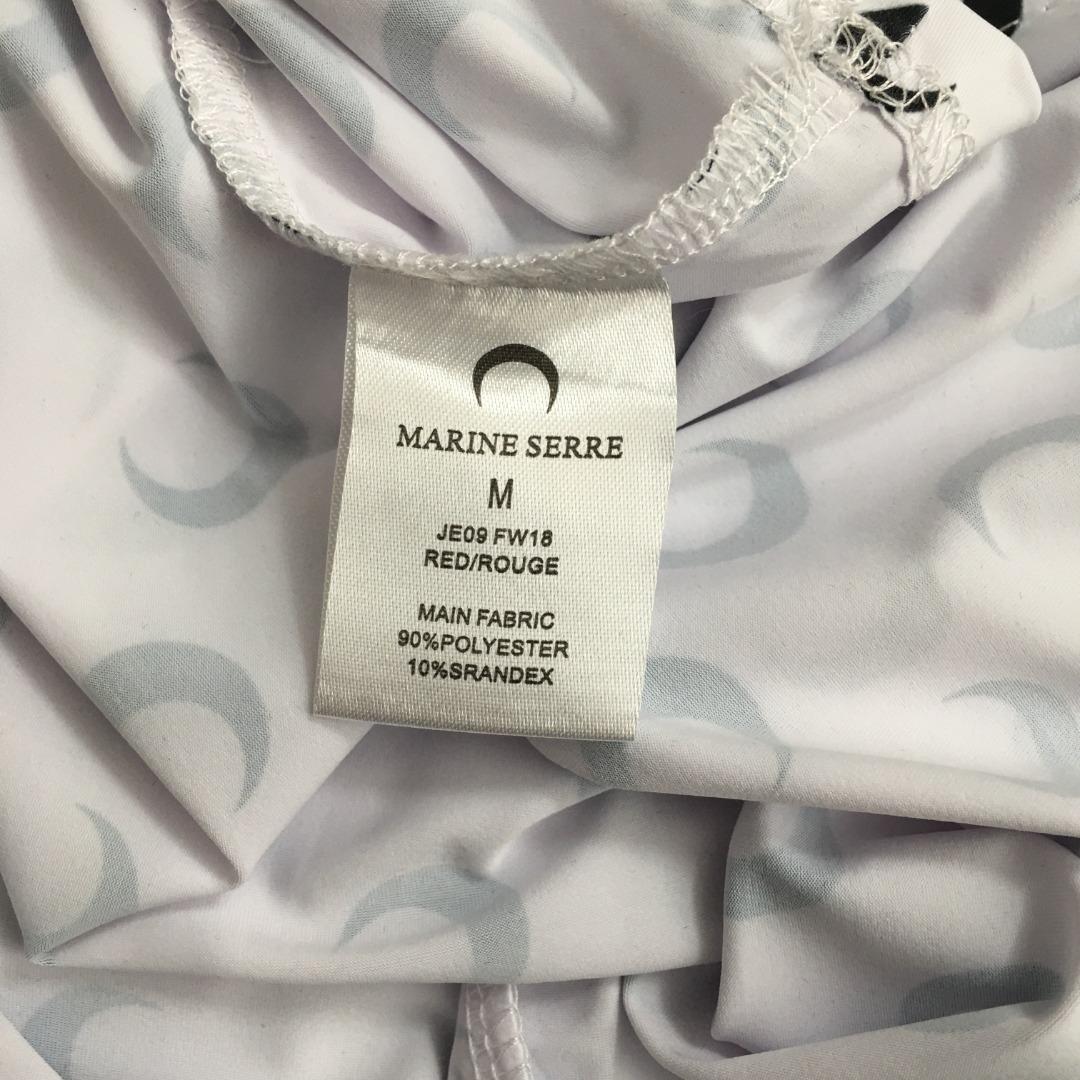 MARINE SERRE
M
JE09 FW18
RED/ROUGE
MAIN FABRIC
90%POLYESTER
10%SRANDEX